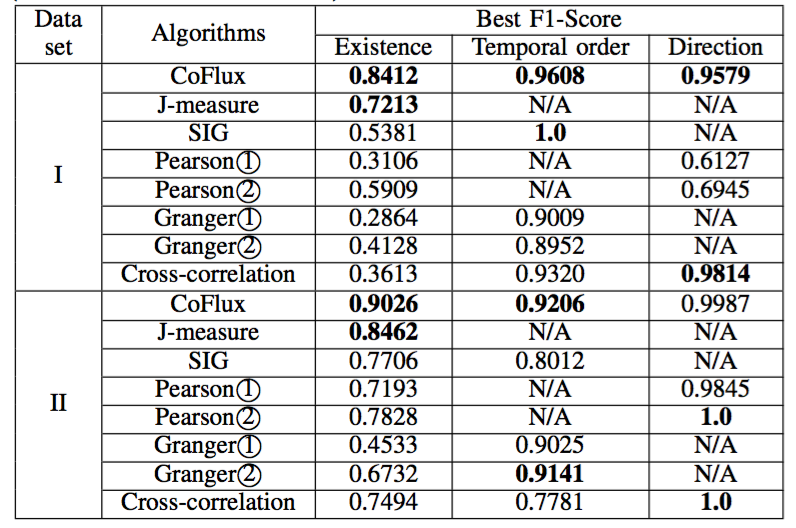 Data set Algorithms Best F1-Score
Existence Temporal order Direction
I
CoFlux 0.8412 0.9608 0.9579
J-measure 0.7213 N/A N/A
SIG 0.5381 1.0 N/A
Pearson① 0.3106 N/A 0.6127
Pearson② 0.5909 N/A 0.6945
Granger① 0.2864 0.9009 N/A
Granger② 0.4128 0.8952 N/A
Cross-correlation 0.3613 0.9320 0.9814
II
CoFlux 0.9026 0.9206 0.9987
J-measure 0.8462 N/A N/A
SIG 0.7706 0.8012 N/A
Pearson① 0.7193 N/A 0.9845
Pearson② 0.7828 N/A 1.0
Granger① 0.4533 0.9025 N/A
Granger② 0.6732 0.9141 N/A
Cross-correlation 0.7494 0.7781 1.0